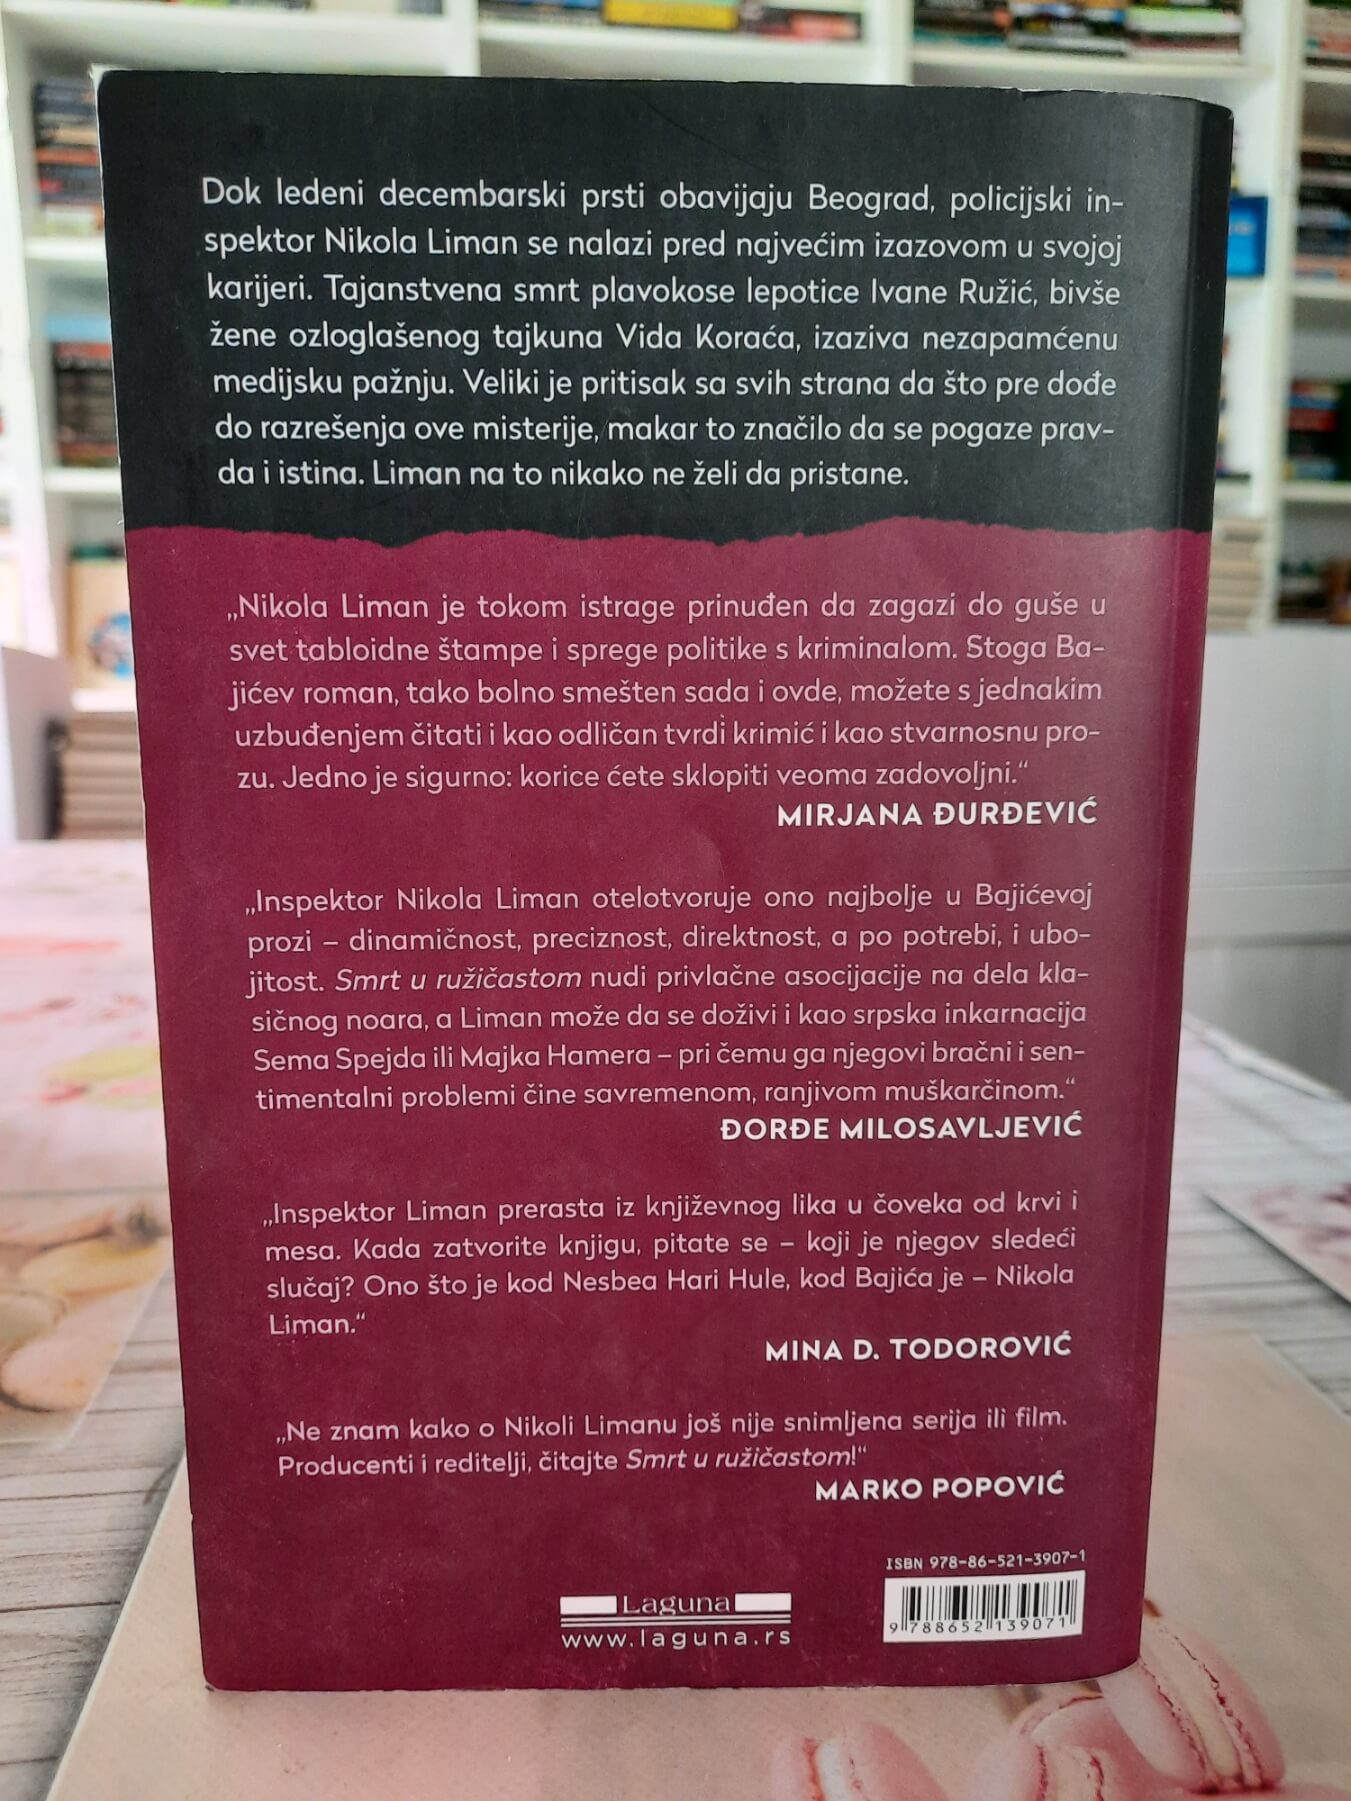 Dok ledeni decembarski prsti obavijaju Beograd, policijski in-
spektor Nikola Liman se nalazi pred najvećim izazovom u svojoj
karijeri. Tajanstvena smrt plavokose lepotice Ivane Ružić, bivše
žene ozloglašenog tajkuna Vida Koraća, izaziva nezapamćenu
medijsku pažnju. Veliki je pritisak sa svih strana da što pre dođe
do razrešenja ove misterije, makar to značilo da se pogaze prav-
da i istina. Liman na to nikako ne želi da pristane.
„Nikola Liman je tokom istrage prinuđen da zagazi do guše u
svet tabloidne štampe i sprege politike s kriminalom. Stoga Ba-
jićev roman, tako bolno smešten sada i ovde, možete s jednakim
uzbuđenjem čitati i kao odličan tvrdi krimić i kao stvarnosnu pro-
zu. Jedno je sigurno: korice ćete sklopiti veoma zadovoljni.“
MIRJANA ĐURĐEVIĆ
„Inspektor Nikola Liman otelotvoruje ono najbolje u Bajićevoj
prozi – dinamičnost, preciznost, direktnost, a po potrebi, i ubo-
jitost. Smrt u ružičastom nudi privlačne asocijacije na dela kla-
sičnog noara, a Liman može da se doživi i kao srpska inkarnacija
Sema Spejda ili Majka Hamera – pri čemu ga njegovi bračni i sen-
timentalni problemi čine savremenom, ranjivom muškarčinom.“
ĐORĐE MILOSAVLJEVIĆ
„Inspektor Liman prerasta iz književnog lika u čoveka od krvi i
mesa. Kada zatvorite knjigu, pitate se – koji je njegov sledeći
slučaj? Ono što je kod Nesbea Hari Hule, kod Bajića je – Nikola
Liman.“
MINA D. TODOROVIĆ
„Ne znam kako o Nikoli Limanu još nije snimljena serija ili film.
Producenti i reditelji, čitajte Smrt u ružičastom!“
MARKO POPOVIĆ
ISBN 978-86-521-3907-1
Laguna
www.laguna.rs
9 788652 139071